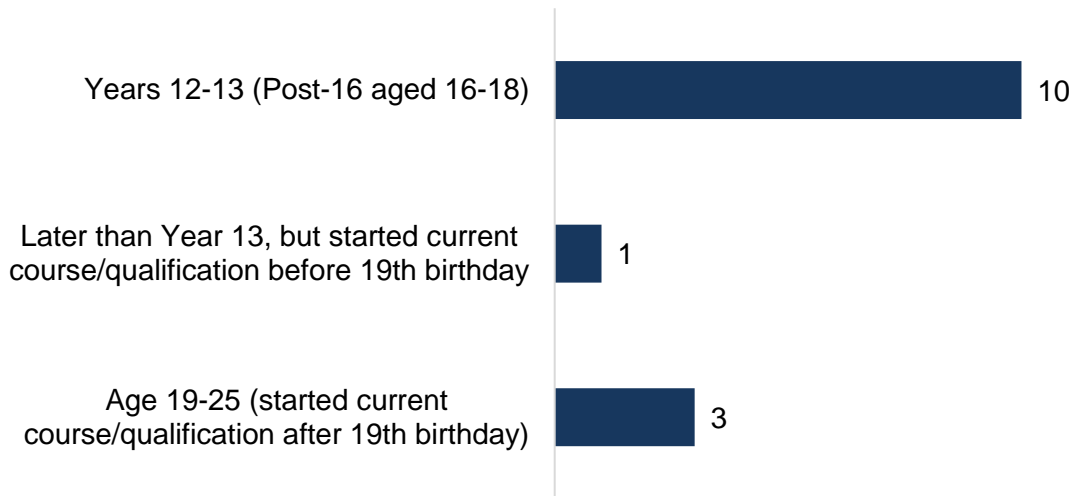 Years 12-13 (Post-16 aged 16-18)
10
Later than Year 13, but started current
course/qualification before 19th birthday
1
Age 19-25 (started current
course/qualification after 19th birthday)
3